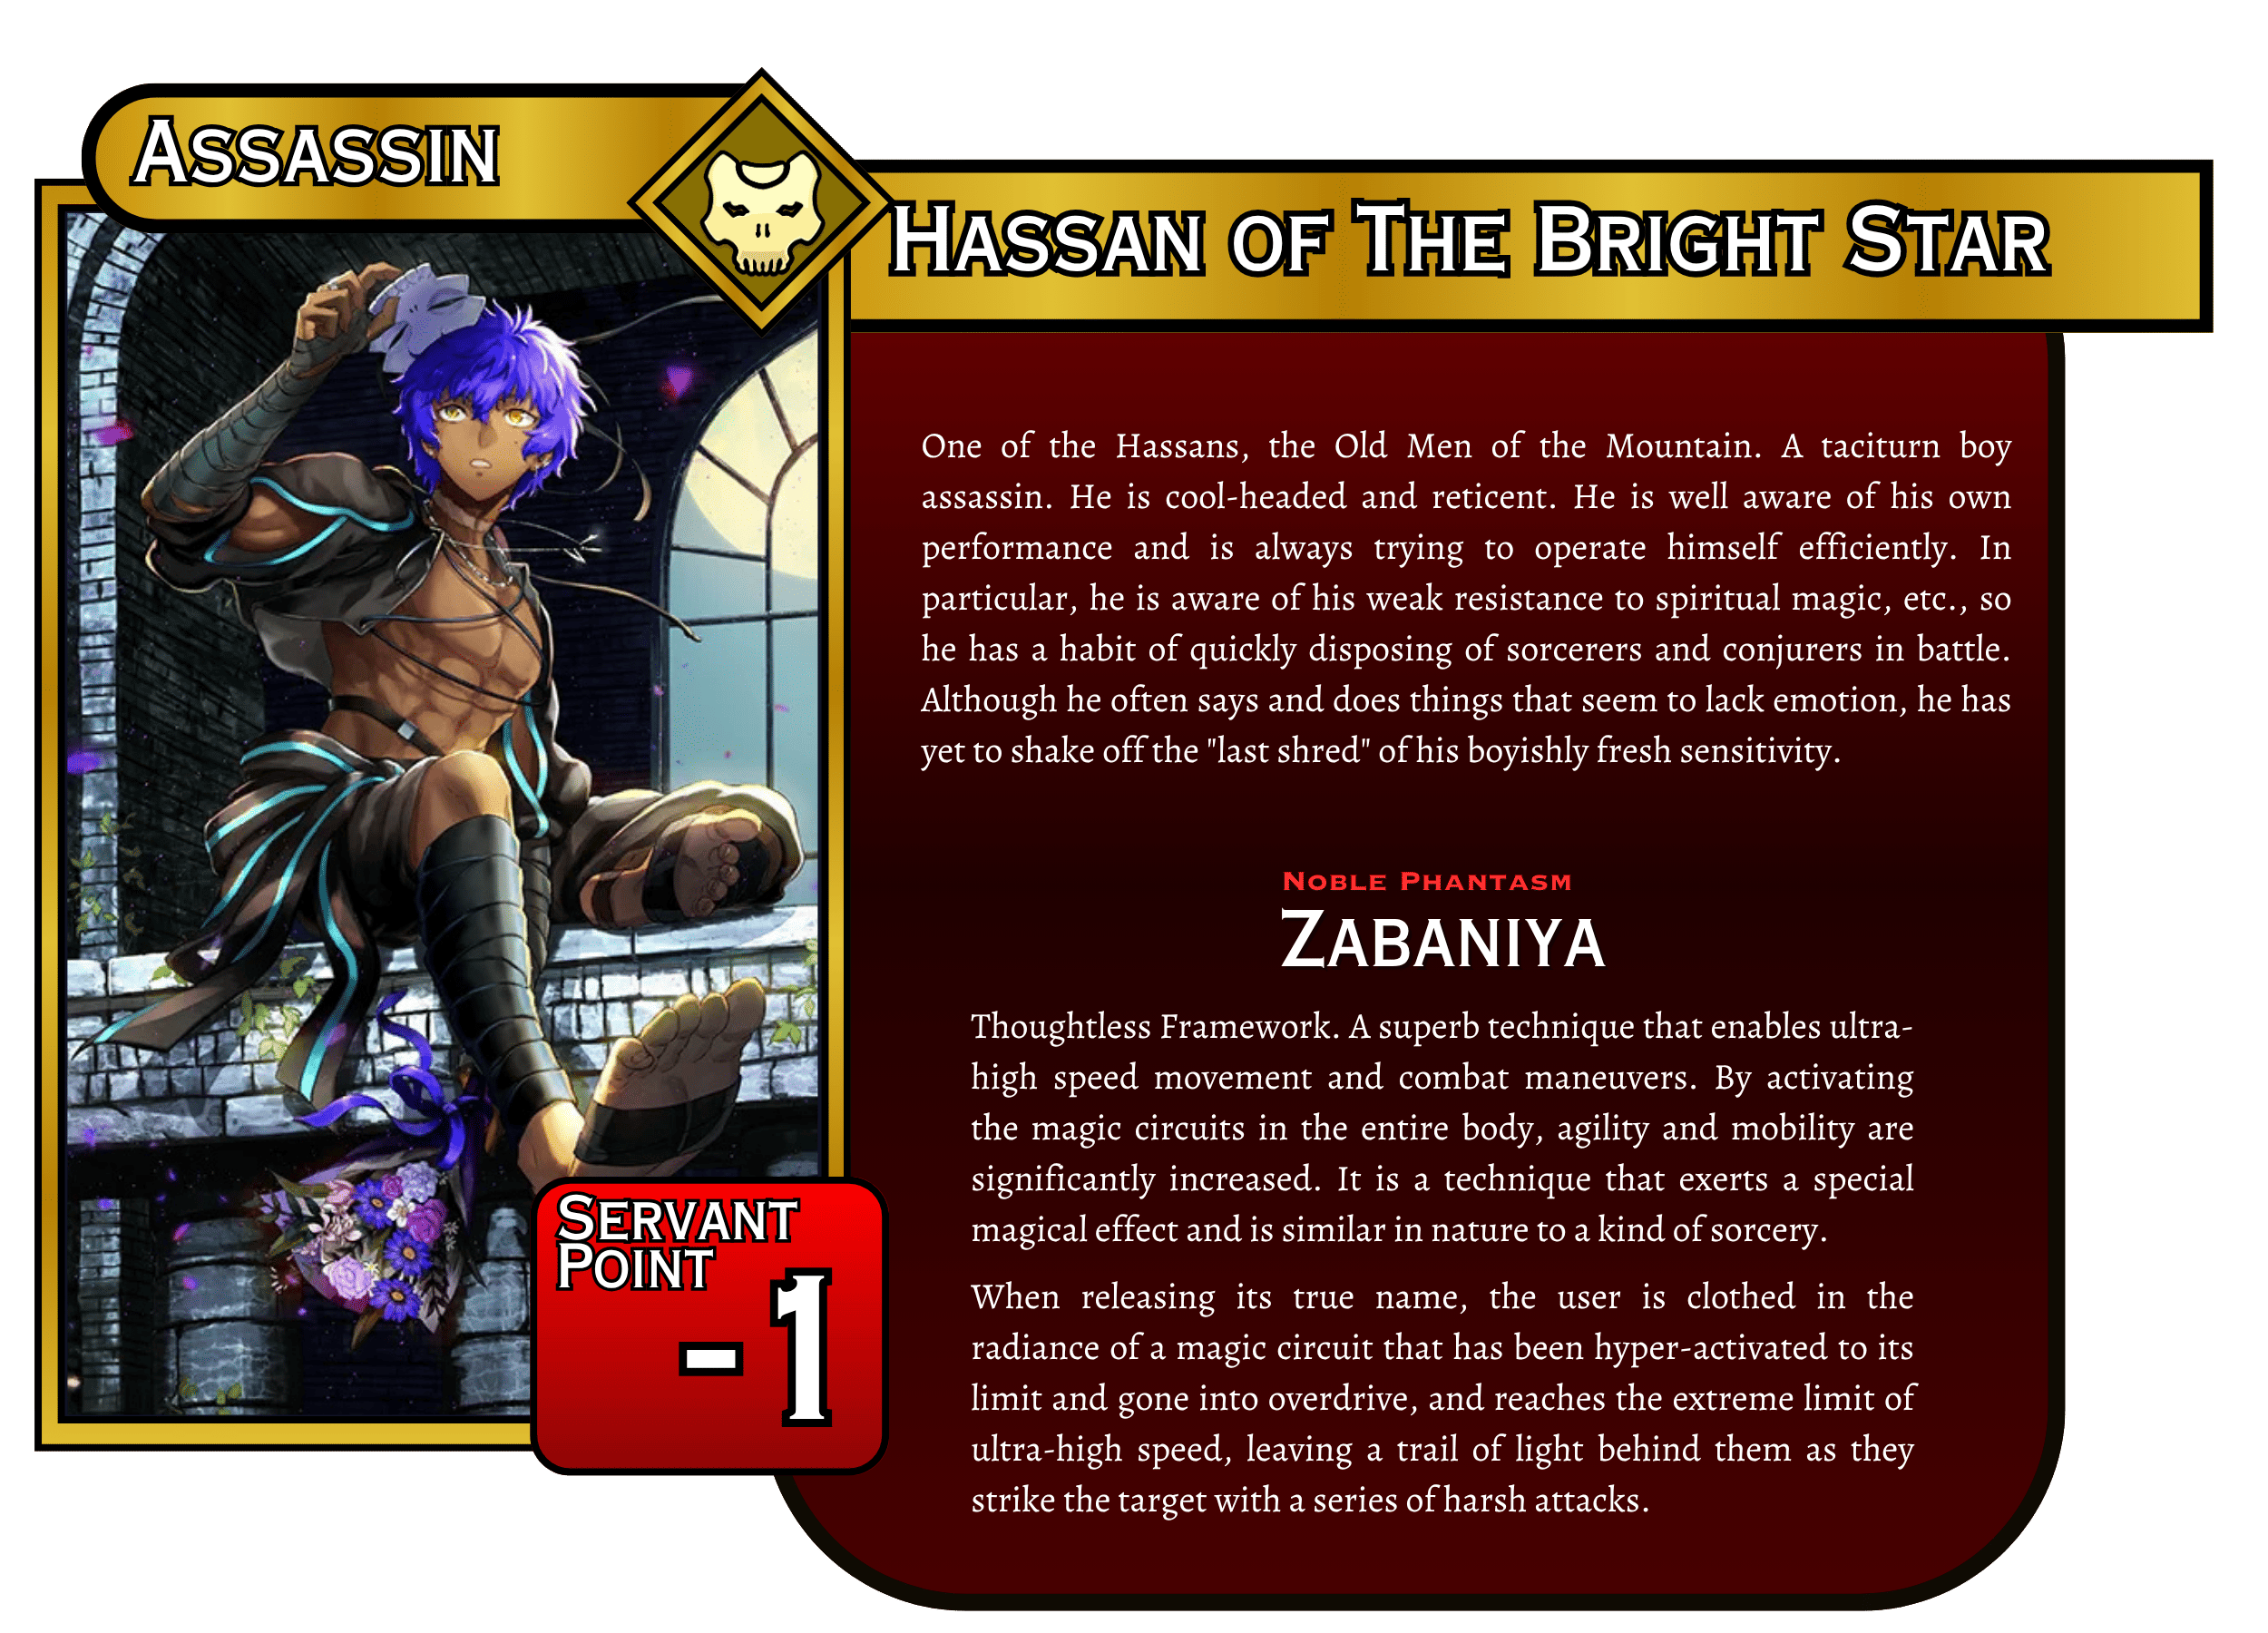 Assassin
Hassan of The Bright Star
One of the Hassans, the Old Men of the Mountain. A taciturn boy
assassin. He is cool-headed and reticent. He is well aware of his own
performance and is always trying to operate himself efficiently. In
particular, he is aware of his weak resistance to spiritual magic, etc., so
he has a habit of quickly disposing of sorcerers and conjurers in battle.
Although he often says and does things that seem to lack emotion, he has
yet to shake off the "last shred" of his boyishly fresh sensitivity.
Noble Phantasm
Zabaniya
Thoughtless Framework. A superb technique that enables ultra-
high speed movement and combat maneuvers. By activating
the magic circuits in the entire body, agility and mobility are
significantly increased. It is a technique that exerts a special
magical effect and is similar in nature to a kind of sorcery.
When releasing its true name, the user is clothed in the
radiance of a magic circuit that has been hyper-activated to its
limit and gone into overdrive, and reaches the extreme limit of
ultra-high speed, leaving a trail of light behind them as they
strike the target with a series of harsh attacks.
Servant
Point
-1